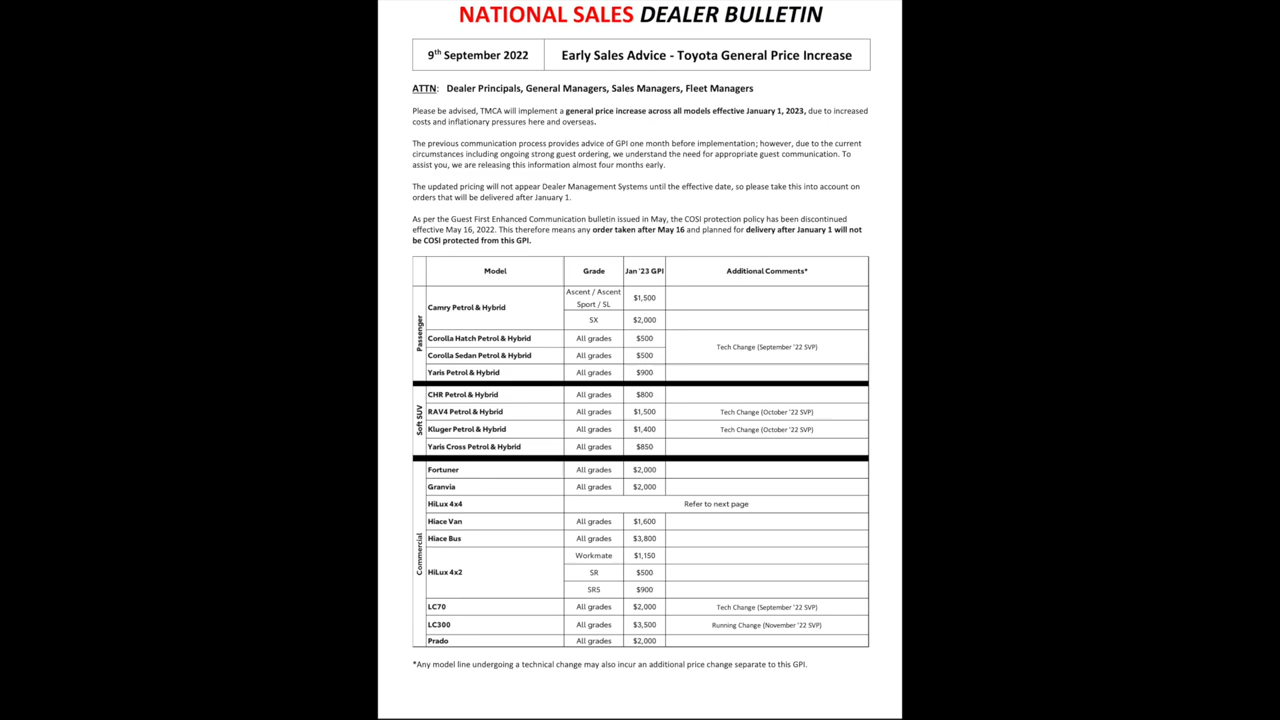 NATIONAL SALES DEALER BULLETIN
9th September 2022 Early Sales Advice - Toyota General Price Increase
ATTN: Dealer Principals, General Managers, Sales Managers, Fleet Managers
Please be advised, TMCA will implement a general price increase across all models effective January 1, 2023, due to increased
costs and inflationary pressures here and overseas.
The previous communication process provides advice of GPI one month before implementation; however, due to the current
circumstances including ongoing strong guest ordering, we understand the need for appropriate guest communication. To
assist you, we are releasing this information almost four months early.
The updated pricing will not appear Dealer Management Systems until the effective date, so please take this into account on
orders that will be delivered after January 1.
As per the Guest First Enhanced Communication bulletin issued in May, the COSI protection policy has been discontinued
effective May 16, 2022. This therefore means any order taken after May 16 and planned for delivery after January 1 will not
be COSI protected from this GPI.
Model Grade Jan '23 GPI Additional Comments*
Passenger
Camry Petrol & Hybrid
Ascent / Ascent
Sport / SL
$1,500
SX $2,000
Corolla Hatch Petrol & Hybrid All grades $500
Tech Change (September '22 SVP)
Corolla Sedan Petrol & Hybrid All grades $500
Yaris Petrol & Hybrid All grades $900
Soft SUV
CHR Petrol & Hybrid All grades $800
RAV4 Petrol & Hybrid All grades $1,500 Tech Change (October '22 SVP)
Kluger Petrol & Hybrid All grades $1,400 Tech Change (October '22 SVP)
Yaris Cross Petrol & Hybrid All grades $850
Commercial
Fortuner All grades $2,000
Granvia All grades $2,000
HiLux 4x4 Refer to next page
Hiace Van All grades $1,600
Hiace Bus All grades $3,800
HiLux 4x2
Workmate $1,150
SR $500
SR5 $900
LC70 All grades $2,000 Tech Change (September '22 SVP)
LC300 All grades $3,500 Running Change (November '22 SVP)
Prado All grades $2,000
*Any model line undergoing a technical change may also incur an additional price change separate to this GPI.